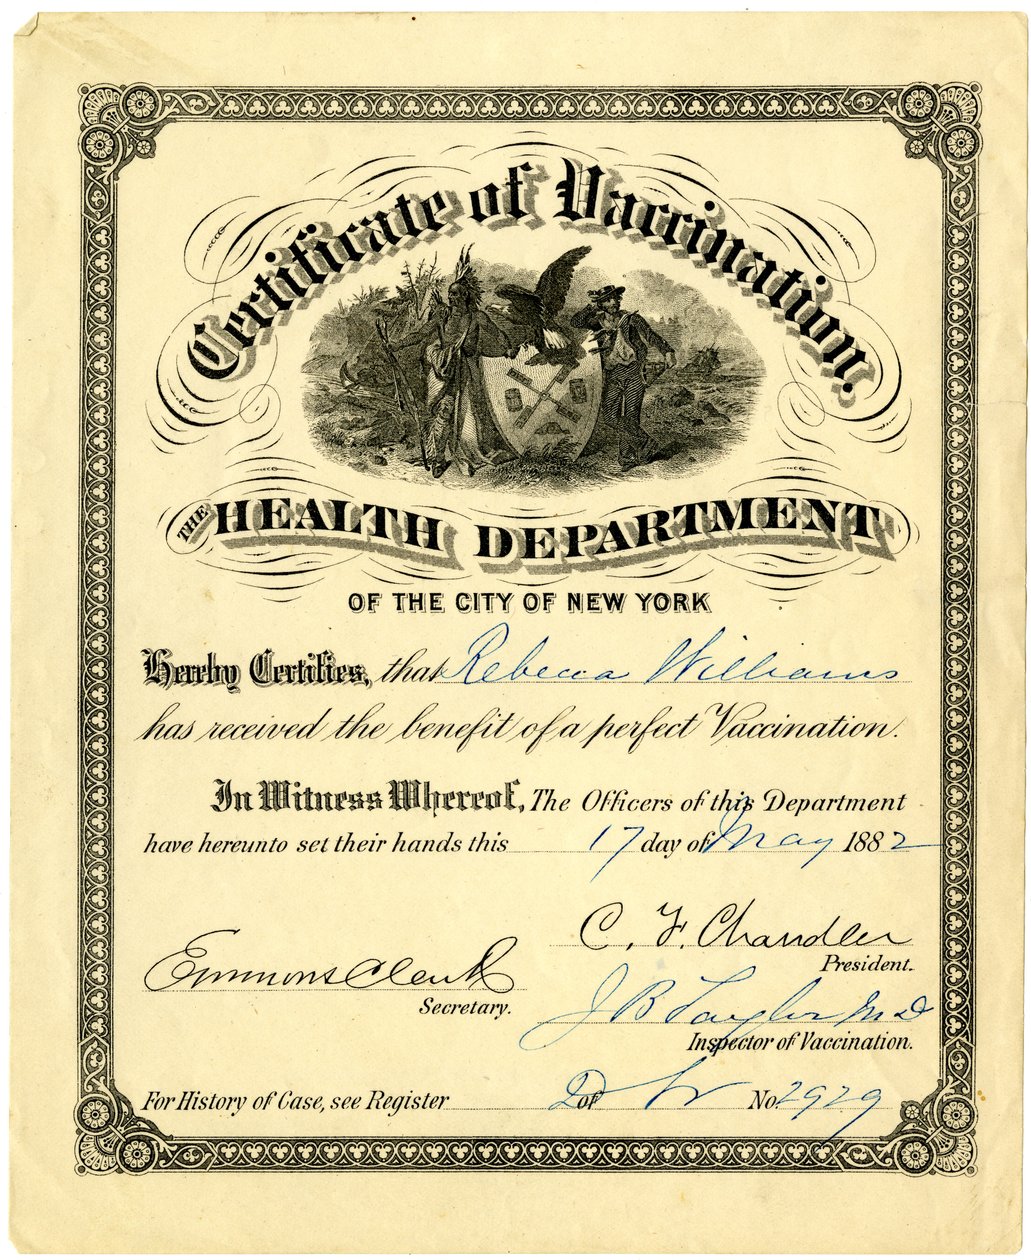 Certificate of Vaccination.
THE HEALTH DEPARTMENT
OF THE CITY OF NEW YORK
Hereby Certifies, that Rebecca Williams
has received the benefit of a perfect Vaccination.
In Witness Whereof, The Officers of this Department
have hereunto set their hands this 17 day of May 1882
C. F. Chandler
President.
Emmons Clark
Secretary.
J B Taylor M D
Inspector of Vaccination.
For History of Case, see Register D of No. 2929